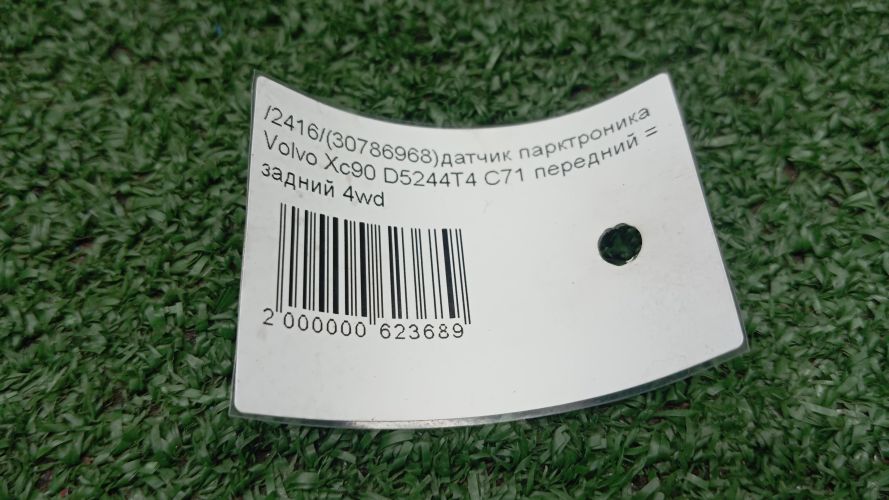 /2416/(30786968)датчик парктроника
Volvo Xc90 D5244T4 C71 передний =
задний 4wd
2 000000 623689